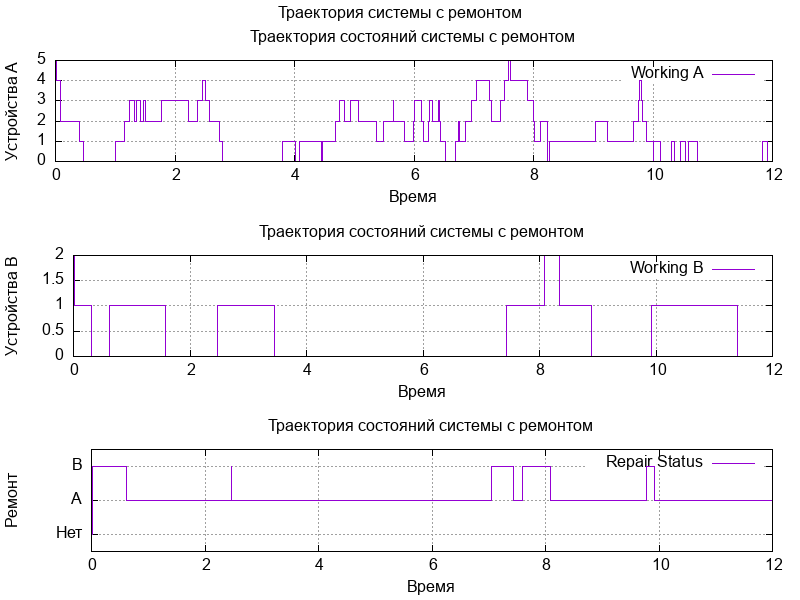 Траектория системы с ремонтом
Траектория состояний системы с ремонтом
Устройства A
5
4
3
2
1
0
Working A
0 2 4 6 8 10 12
Время
Траектория состояний системы с ремонтом
Устройства B
2
1.5
1
0.5
0
Working B
0 2 4 6 8 10 12
Время
Траектория состояний системы с ремонтом
Ремонт
B
A
Нет
Repair Status
0 2 4 6 8 10 12
Время